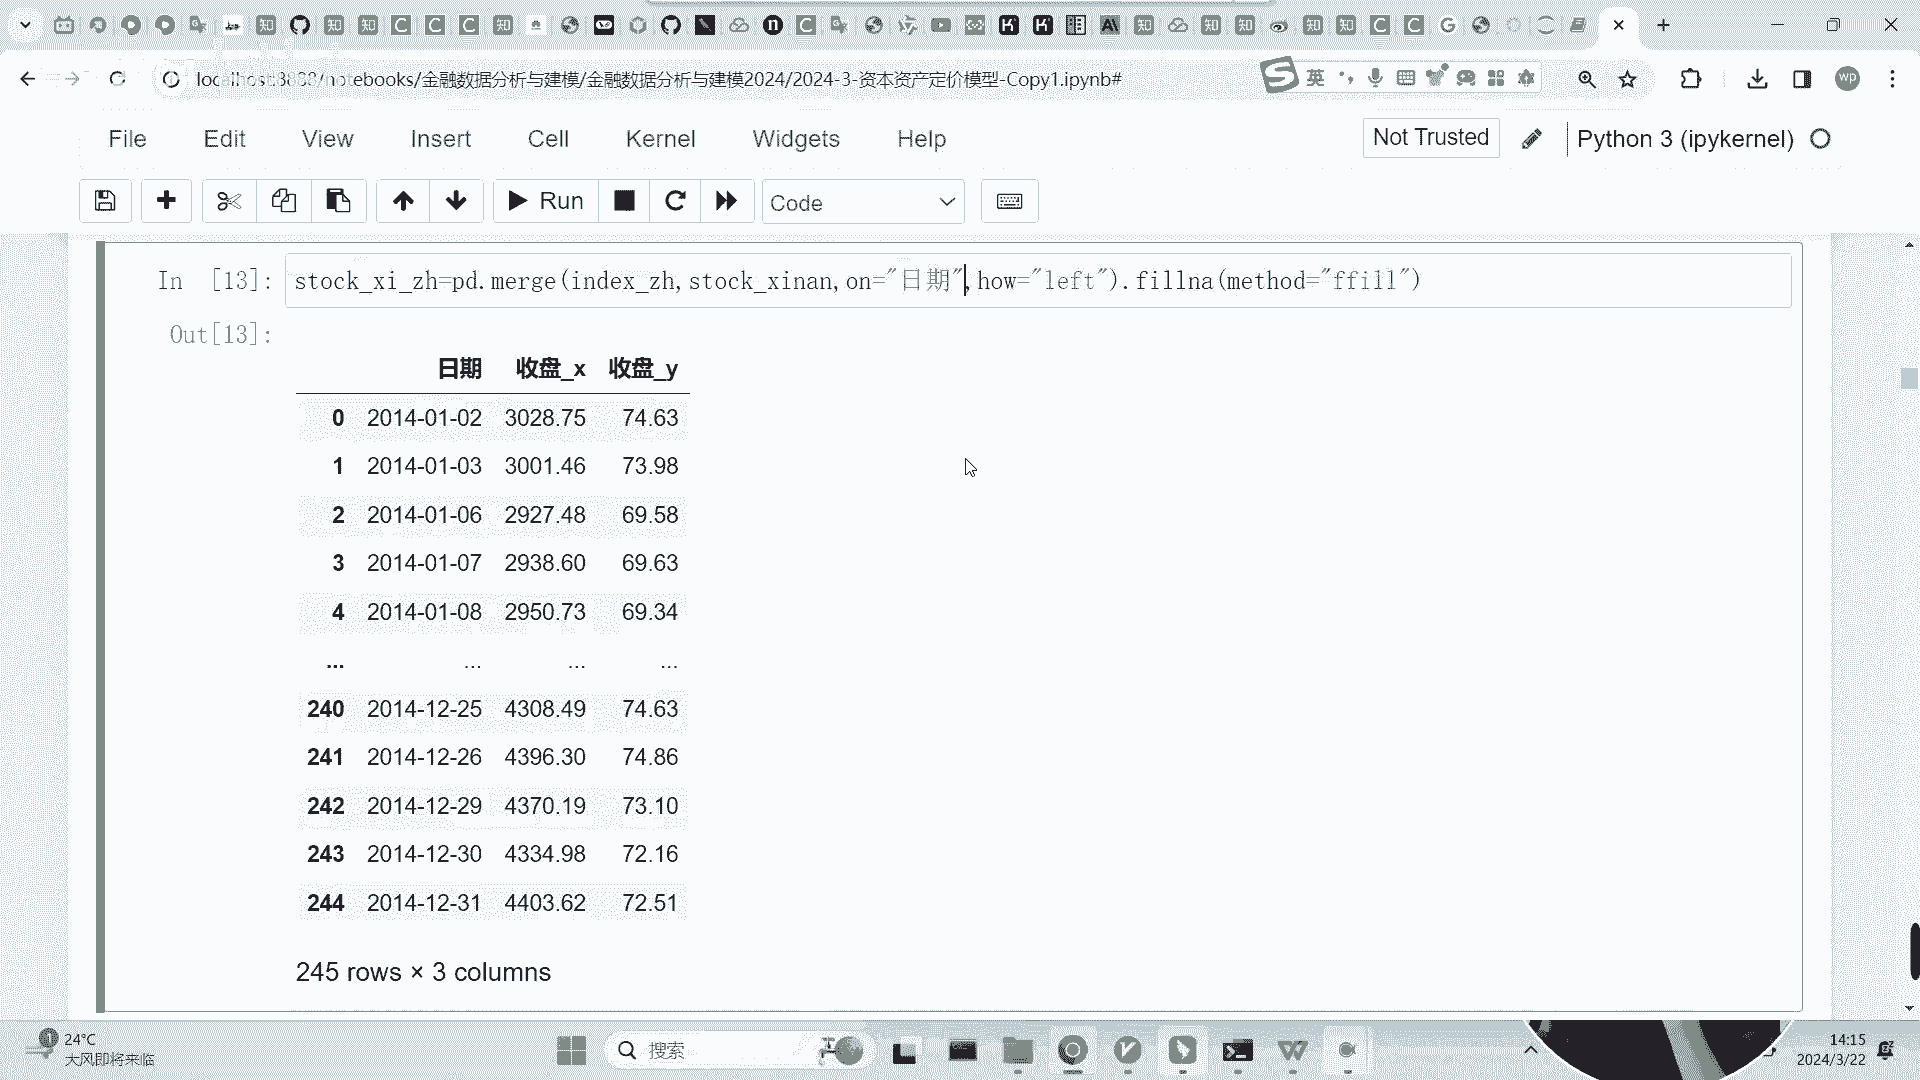 localhost:8888/notebooks/金融数据分析与建模/金融数据分析与建模2024/2024-3-资本资产定价模型-Copy1.ipynb#
英
wp
File Edit View Insert Cell Kernel Widgets Help
Not Trusted
Python 3 (ipykernel)
Run
Code
In [13]:
stock_xi_zh=pd.merge(index_zh,stock_xinan,on="日期",how="left").fillna(method="ffill")
Out[13]:
日期 收盘_x 收盘_y
0 2014-01-02 3028.75 74.63
1 2014-01-03 3001.46 73.98
2 2014-01-06 2927.48 69.58
3 2014-01-07 2938.60 69.63
4 2014-01-08 2950.73 69.34
... ... ... ...
240 2014-12-25 4308.49 74.63
241 2014-12-26 4396.30 74.86
242 2014-12-29 4370.19 73.10
243 2014-12-30 4334.98 72.16
244 2014-12-31 4403.62 72.51
245 rows × 3 columns
24°C
大风即将来临
搜索
14:15
2024/3/22